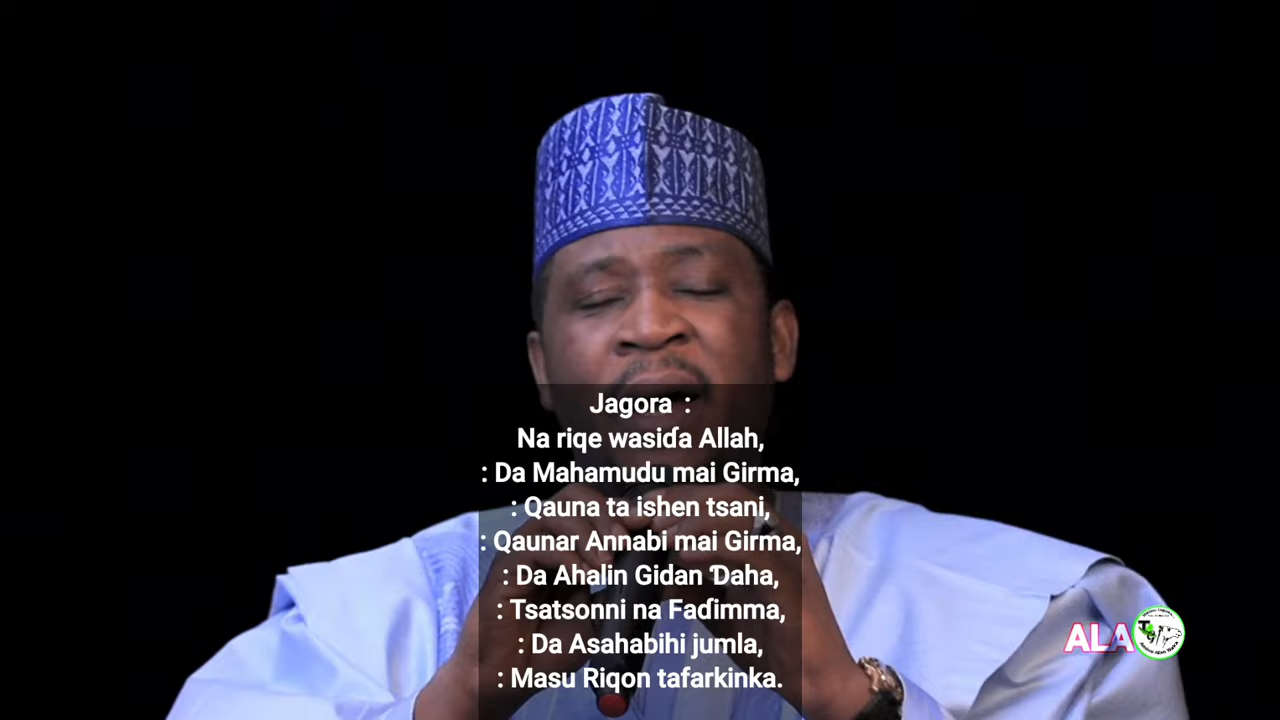 Jagora :
Na riqe wasiɗa Allah,
: Da Mahamudu mai Girma,
: Qauna ta ishen tsani,
: Qaunar Annabi mai Girma,
: Da Ahalin Gidan Ɗaha,
: Tsatsonni na Faɗimma,
: Da Asahabihi jumla,
: Masu Riqon tafarkinka.
ALA